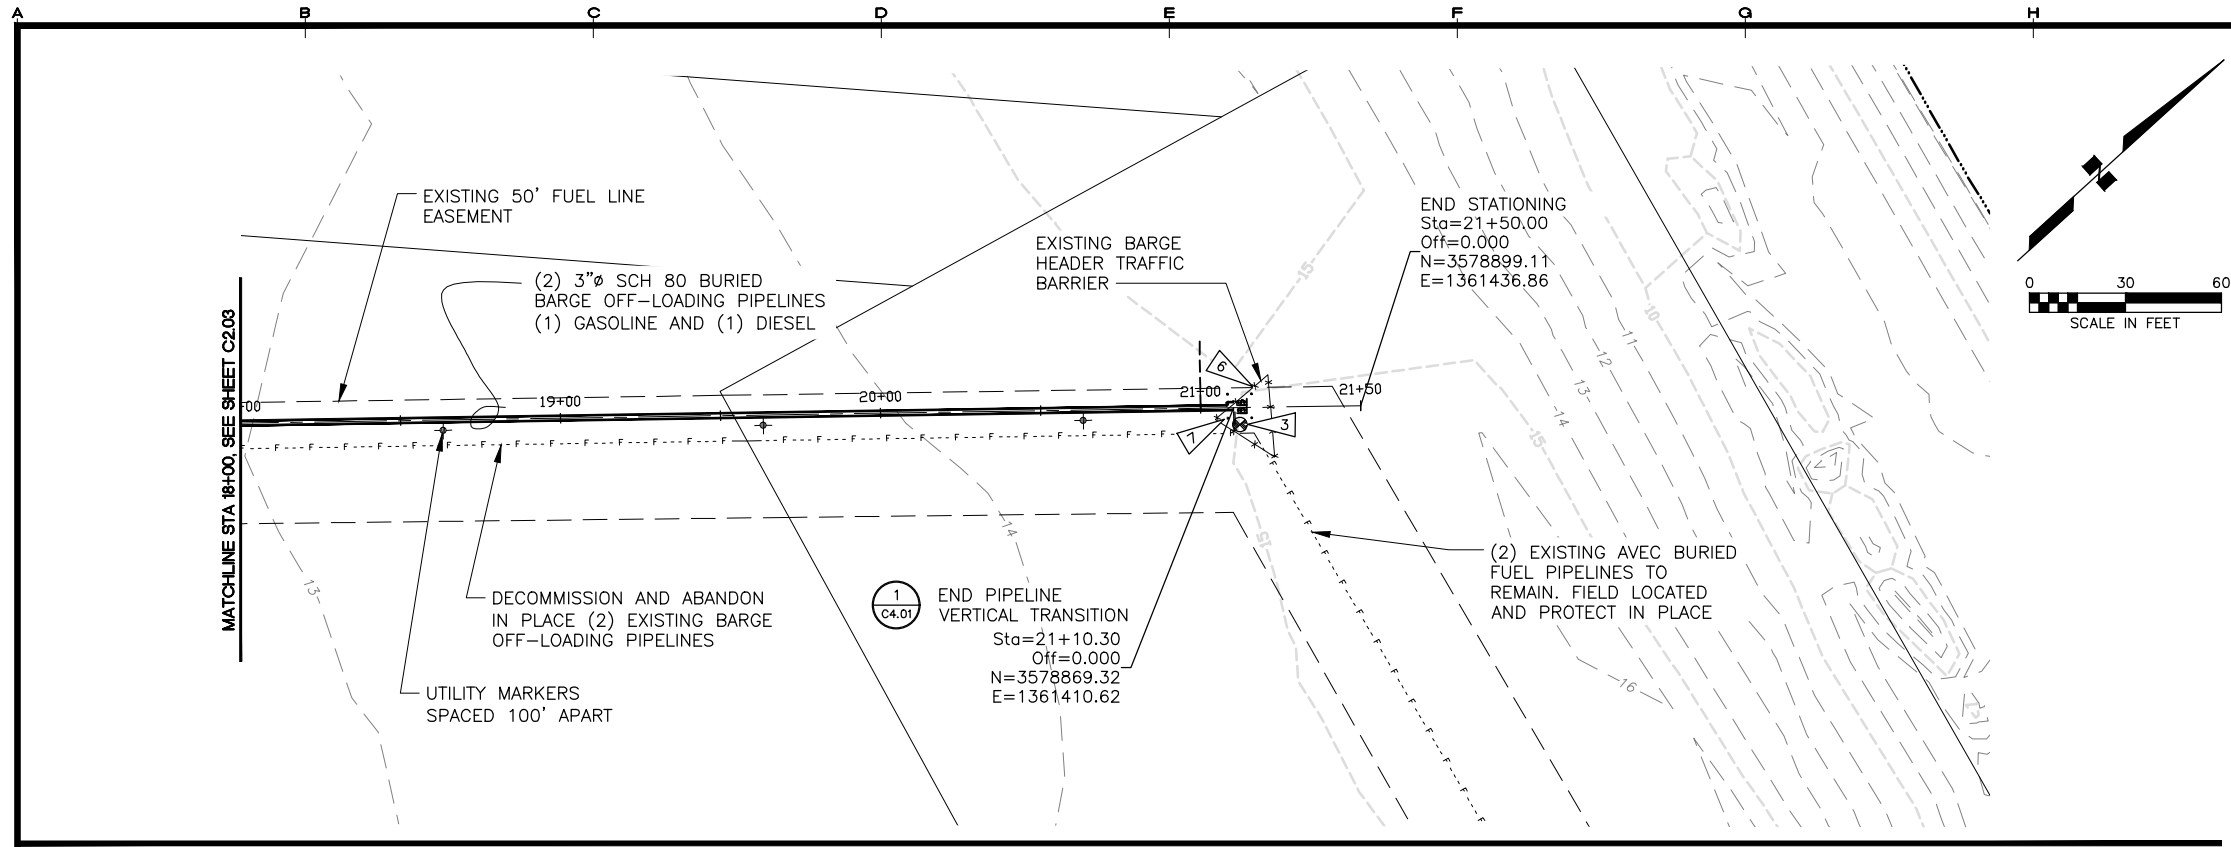 A B C D E F G H
EXISTING 50' FUEL LINE
EASEMENT
(2) 3"ø SCH 80 BURIED
BARGE OFF-LOADING PIPELINES
(1) GASOLINE AND (1) DIESEL
EXISTING BARGE
HEADER TRAFFIC
BARRIER
END STATIONING
Sta=21+50.00
Off=0.000
N=3578899.11
E=1361436.86
0 30 60
SCALE IN FEET
MATCHLINE STA 18+00, SEE SHEET C2.03
+00
19+00
20+00
21+00
21+50
6
7
3
15
10
11
12
13
14
15
16
13
14
15
DECOMMISSION AND ABANDON
IN PLACE (2) EXISTING BARGE
OFF-LOADING PIPELINES
UTILITY MARKERS
SPACED 100' APART
1
C4.01
END PIPELINE
VERTICAL TRANSITION
Sta=21+10.30
Off=0.000
N=3578869.32
E=1361410.62
(2) EXISTING AVEC BURIED
FUEL PIPELINES TO
REMAIN. FIELD LOCATED
AND PROTECT IN PLACE